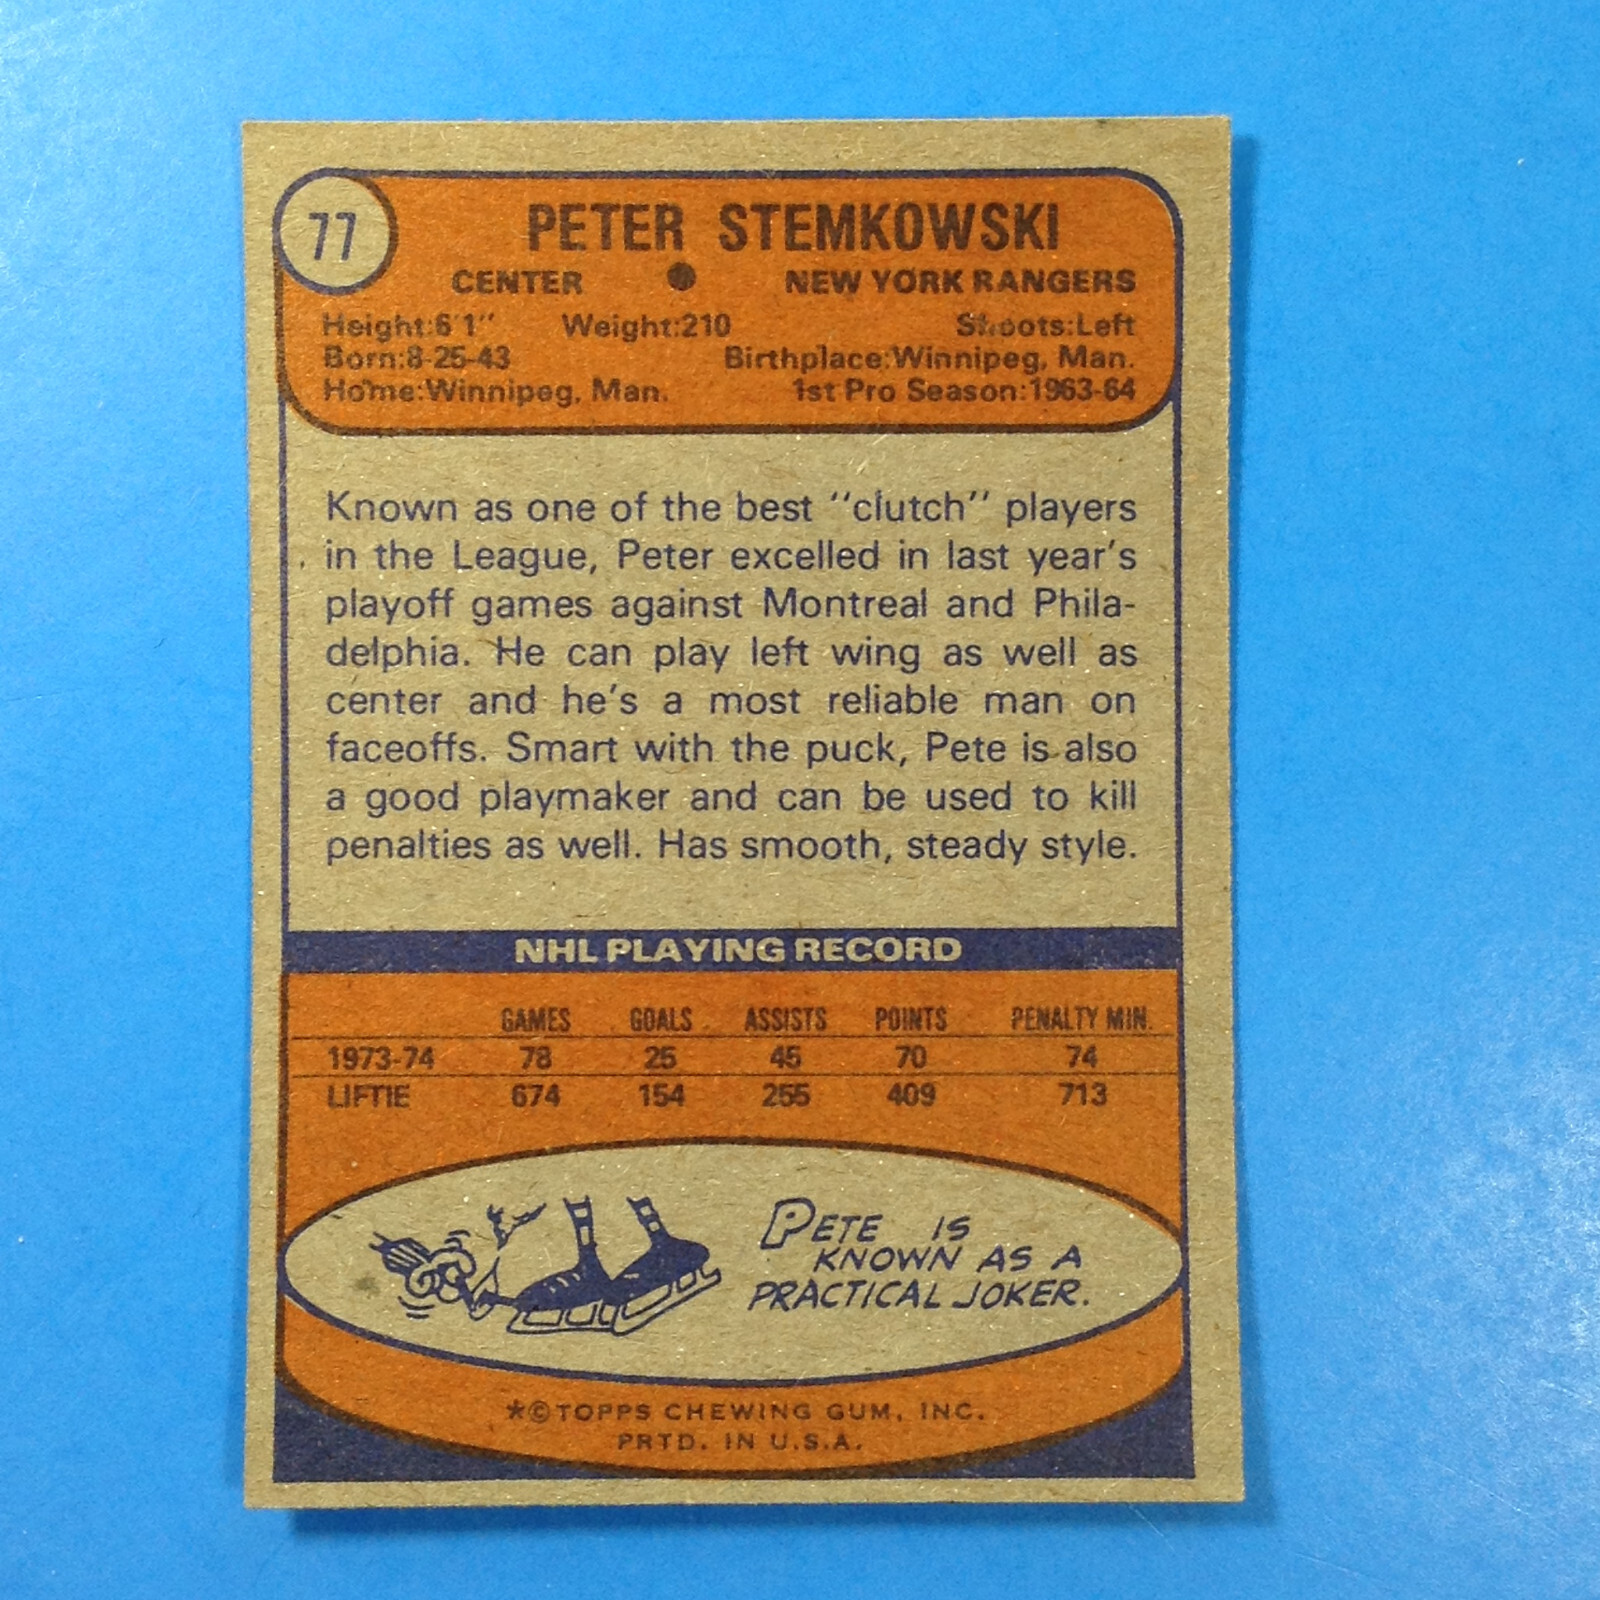 77
PETER STEMKOWSKI
CENTER ● NEW YORK RANGERS
Height:6'1" Weight:210 Shoots:Left
Born:8-25-43 Birthplace:Winnipeg, Man.
Home:Winnipeg, Man. 1st Pro Season:1963-64
Known as one of the best "clutch" players
in the League, Peter excelled in last year's
playoff games against Montreal and Phila-
delphia. He can play left wing as well as
center and he's a most reliable man on
faceoffs. Smart with the puck, Pete is also
a good playmaker and can be used to kill
penalties as well. Has smooth, steady style.
NHL PLAYING RECORD
GAMES GOALS ASSISTS POINTS PENALTY MIN.
1973-74 78 25 45 70 74
LIFTIE 674 154 255 409 713
PETE IS
KNOWN AS A
PRACTICAL JOKER.
*©TOPPS CHEWING GUM, INC.
PRTD. IN U.S.A.